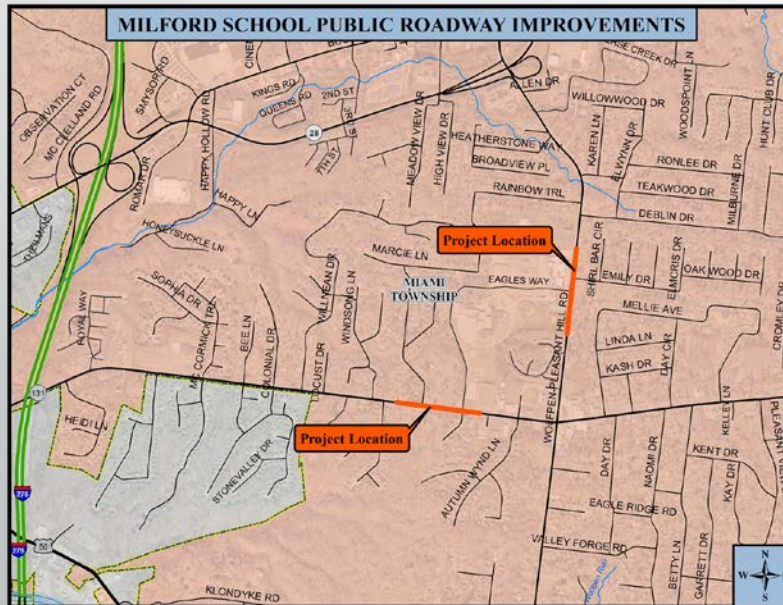 MILFORD SCHOOL PUBLIC ROADWAY IMPROVEMENTS
OBSERVATION CT
MC CLELLAND RD
SMYSOR RD
KINGS RD
QUEENS RD
2ND ST
3RD ST
7TH ST
28
ALLEN DR
WILLOWWOOD DR
WOODSPOINT LN
HUNT CLUB DR
HAPPY HOLLOW RD
ROMAR DR
MEADOW VIEW DR
HIGH VIEW DR
HEATHERSTONE WAY
BROADVIEW PL
RAINBOW TRL
KAREN LN
ELWYNN DR
RONLEE DR
TEAKWOOD DR
MILBURNE DR
DEBLIN DR
HAPPY LN
HONEYSUCKLE LN
MARCIE LN
Project Location
SHIRL BAR CIR
EMILY DR
ELMCRIS DR
OAK WOOD DR
SOPHIA DR
WILLNEAN DR
WINDSONG LN
MIAMI
TOWNSHIP
EAGLES WAY
MELLIE AVE
CROMLEY DR
ROYAL WAY
MC CORMICK TRL
BEE LN
COLONIAL DR
LOCUST DR
WOLFPEN PLEASANT HILL RD
LINDA LN
KASH DR
DAY CIR
131
HEIDI LN
Project Location
KELLEY LN
STONEVALLEY DR
AUTUMN WYND LN
DAY DR
NAOMI DR
KENT DR
KAY DR
275
EAGLE RIDGE RD
50
275
VALLEY FORGE RD
BETTY LN
GARRETT DR
KLONDYKE RD
N
W E
S